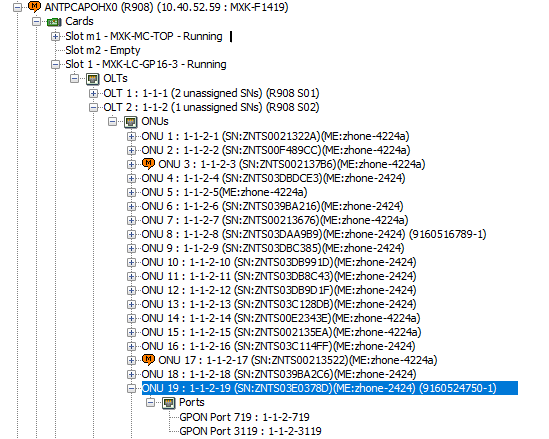 ANTPCAPOHX0 (R908) (10.40.52.59 : MXK-F1419)
Cards
Slot m1 - MXK-MC-TOP - Running
Slot m2 - Empty
Slot 1 - MXK-LC-GP16-3 - Running
OLTs
OLT 1 : 1-1-1 (2 unassigned SNs) (R908 S01)
OLT 2 : 1-1-2 (1 unassigned SNs) (R908 S02)
ONUs
ONU 1 : 1-1-2-1 (SN:ZNTS0021322A)(ME:zhone-4224a)
ONU 2 : 1-1-2-2 (SN:ZNTS00F489CC)(ME:zhone-4224a)
ONU 3 : 1-1-2-3 (SN:ZNTS002137B6)(ME:zhone-4224a)
ONU 4 : 1-1-2-4 (SN:ZNTS03DBDCE3)(ME:zhone-2424)
ONU 5 : 1-1-2-5(ME:zhone-4224a)
ONU 6 : 1-1-2-6 (SN:ZNTS039BA216)(ME:zhone-2424)
ONU 7 : 1-1-2-7 (SN:ZNTS00213676)(ME:zhone-4224a)
ONU 8 : 1-1-2-8 (SN:ZNTS03DAA9B9)(ME:zhone-2424) (9160516789-1)
ONU 9 : 1-1-2-9 (SN:ZNTS03DBC385)(ME:zhone-2424)
ONU 10 : 1-1-2-10 (SN:ZNTS03DB991D)(ME:zhone-2424)
ONU 11 : 1-1-2-11 (SN:ZNTS03DB8C43)(ME:zhone-2424)
ONU 12 : 1-1-2-12 (SN:ZNTS03DB9D1F)(ME:zhone-2424)
ONU 13 : 1-1-2-13 (SN:ZNTS03C128DB)(ME:zhone-2424)
ONU 14 : 1-1-2-14 (SN:ZNTS00E2343E)(ME:zhone-4224a)
ONU 15 : 1-1-2-15 (SN:ZNTS002135EA)(ME:zhone-4224a)
ONU 16 : 1-1-2-16 (SN:ZNTS03C114FF)(ME:zhone-2424)
ONU 17 : 1-1-2-17 (SN:ZNTS00213522)(ME:zhone-4224a)
ONU 18 : 1-1-2-18 (SN:ZNTS039BA2C6)(ME:zhone-2424)
ONU 19 : 1-1-2-19 (SN:ZNTS03E0378D)(ME:zhone-2424) (9160524750-1)
Ports
GPON Port 719 : 1-1-2-719
GPON Port 3119 : 1-1-2-3119